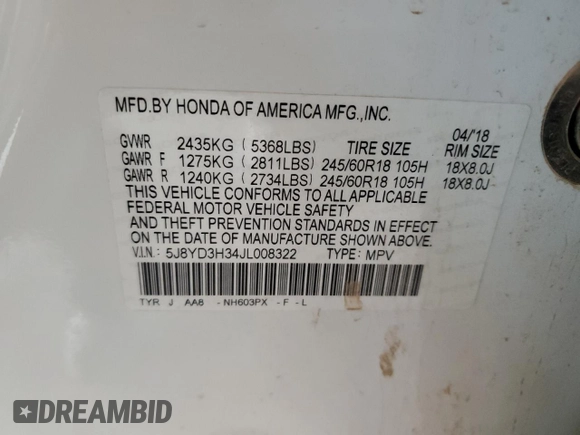 MFD.BY HONDA OF AMERICA MFG.,INC.
04/'18
GVWR 2435KG ( 5368LBS) TIRE SIZE RIM SIZE
GAWR F 1275KG ( 2811LBS) 245/60R18 105H 18X8.0J
GAWR R 1240KG ( 2734LBS) 245/60R18 105H 18X8.0J
THIS VEHICLE CONFORMS TO ALL APPLICABLE
FEDERAL MOTOR VEHICLE SAFETY
AND THEFT PREVENTION STANDARDS IN EFFECT
ON THE DATE OF MANUFACTURE SHOWN ABOVE.
V.I.N.: 5J8YD3H34JL008322 TYPE: MPV
TYR J AA8 - NH603PX - F - L
DREAMBID